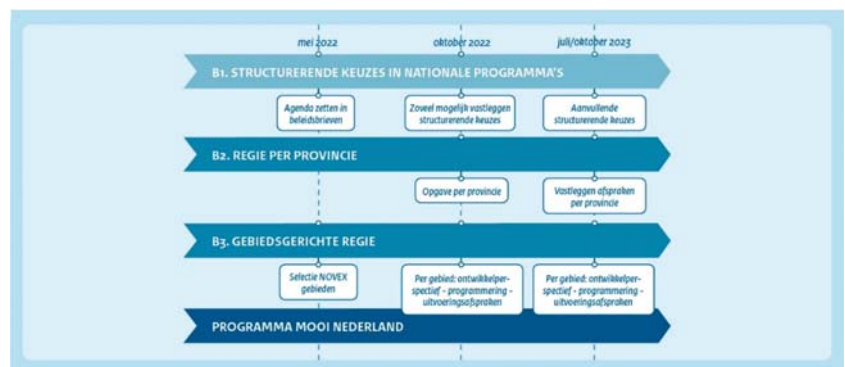 mei 2022 oktober 2022 juli/oktober 2023
B1. STRUCTURERENDE KEUZES IN NATIONALE PROGRAMMA'S
Agenda zetten in
beleidsbrieven
Zoveel mogelijk vastleggen
structurerende keuzes
Aanvullende
structurerende keuzes
B2. REGIE PER PROVINCIE
Opgave per provincie
Vastleggen afspraken
per provincie
B3. GEBIEDSGERICHTE REGIE
Selectie NOVEX
gebieden
Per gebied: ontwikkelper-
spectief - programmering -
uitvoeringsafspraken
Per gebied: ontwikkelper-
spectief - programmering -
uitvoeringsafspraken
PROGRAMMA MOOI NEDERLAND